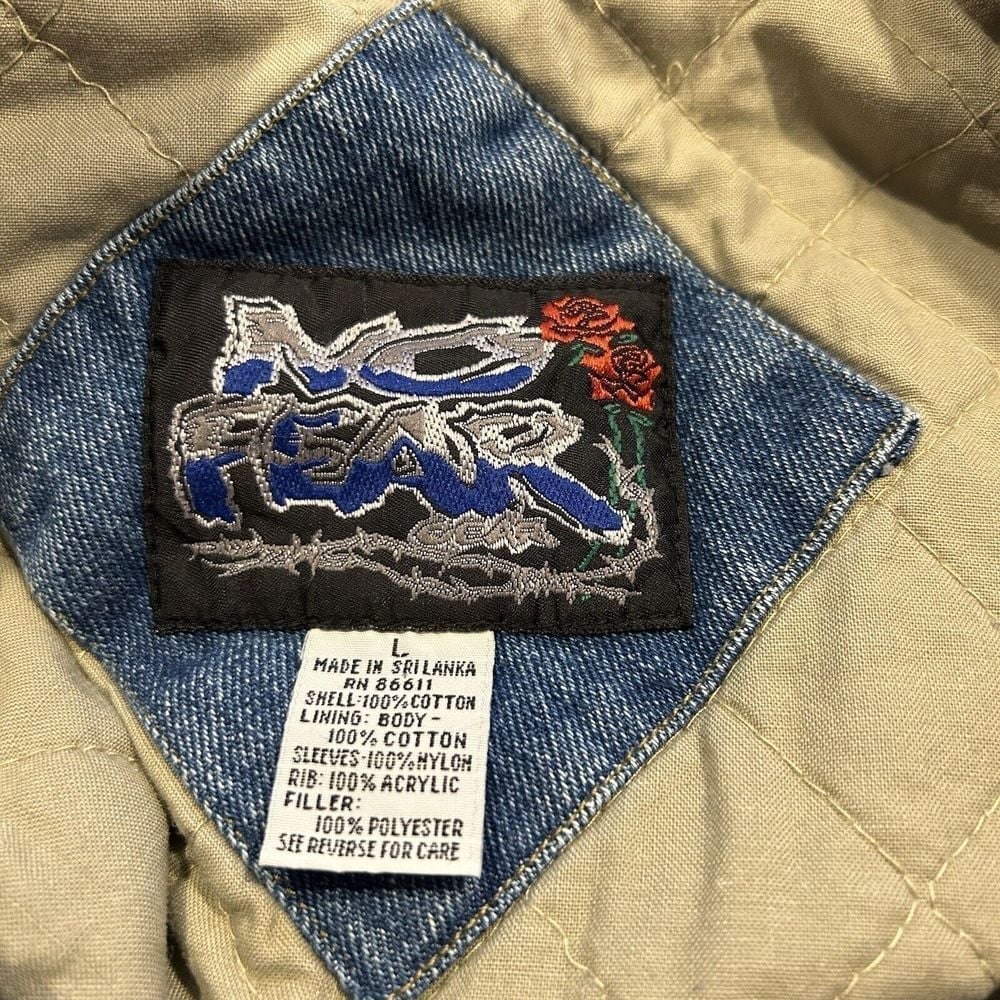 NO
FEAR
GEAR
L
MADE IN SRI LANKA
RN 86611
SHELL:100% COTTON
LINING: BODY-
100% COTTON
SLEEVES-100% NYLON
RIB: 100% ACRYLIC
FILLER:
100% POLYESTER
SEE REVERSE FOR CARE